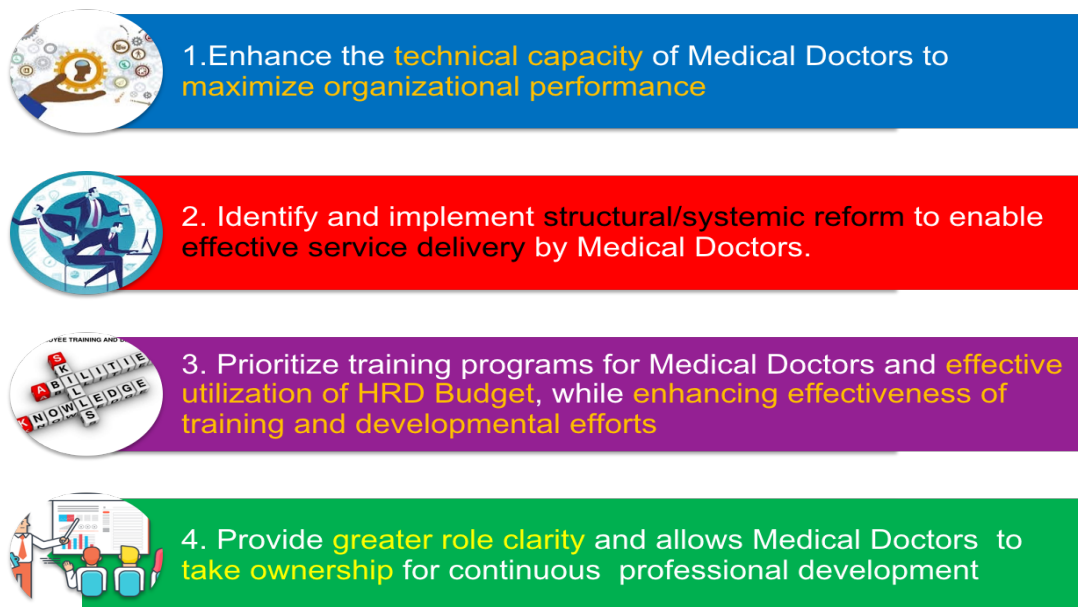 1.Enhance the technical capacity of Medical Doctors to
maximize organizational performance
2. Identify and implement structural/systemic reform to enable
effective service delivery by Medical Doctors.
TRAINING AND
SKILLS
ABILITIE
KNOWLEDGE
3. Prioritize training programs for Medical Doctors and effective
utilization of HRD Budget, while enhancing effectiveness of
training and developmental efforts
4. Provide greater role clarity and allows Medical Doctors  to
take ownership for continuous  professional development